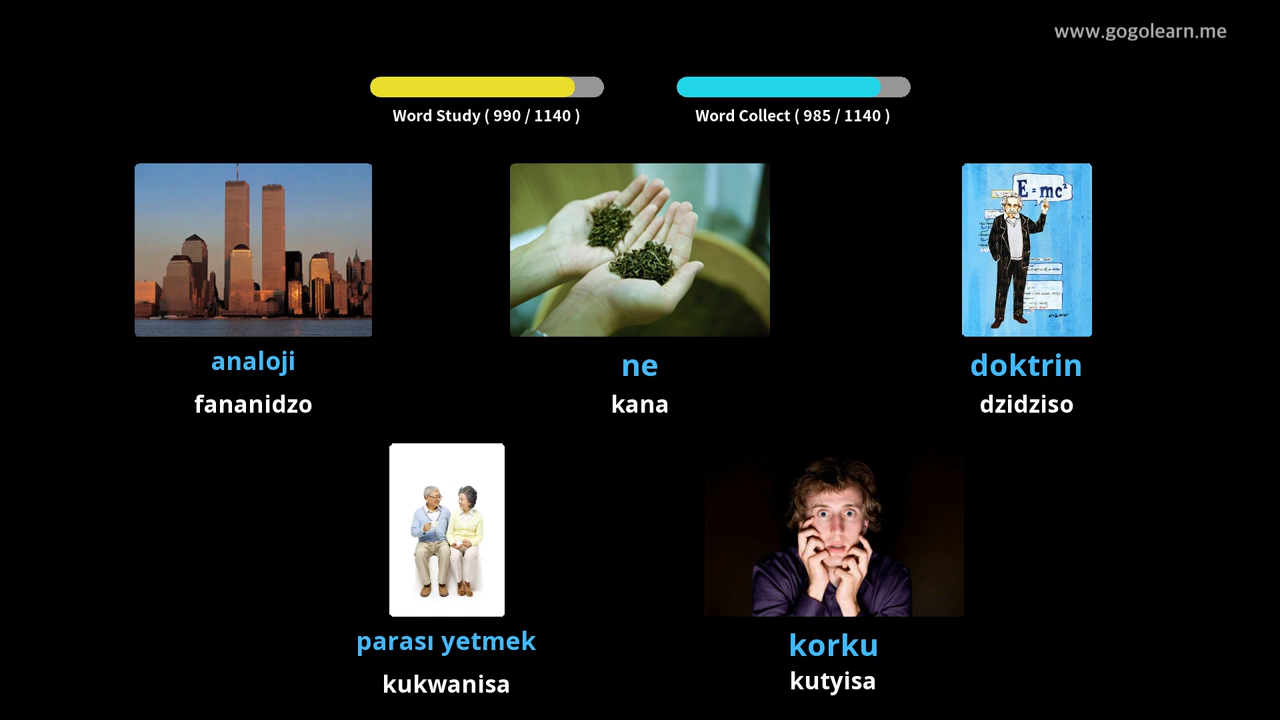 www.gogolearn.me
Word Study ( 990 / 1140 )
Word Collect ( 985 / 1140 )
E=mc²
analoji
ne
doktrin
fananidzo
kana
dzidziso
parası yetmek
korku
kukwanisa
kutyisa